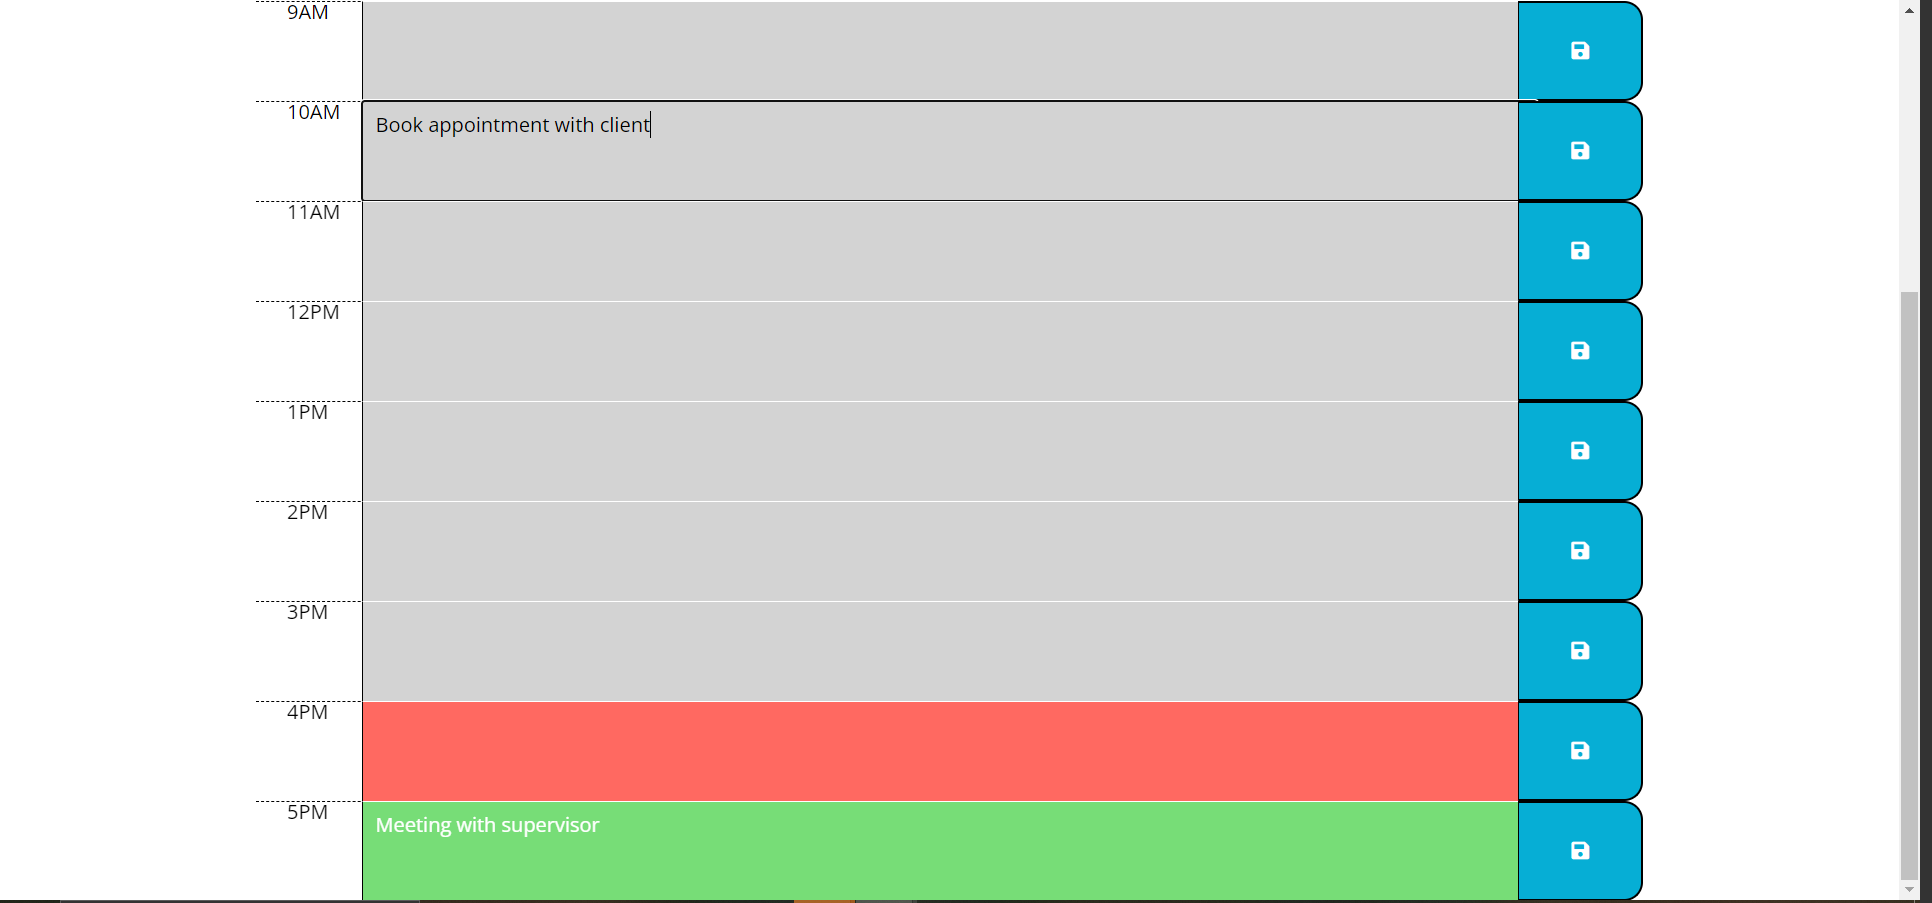 9AM
10AM
Book appointment with client
11AM
12PM
1PM
2PM
3PM
4PM
5PM
Meeting with supervisor